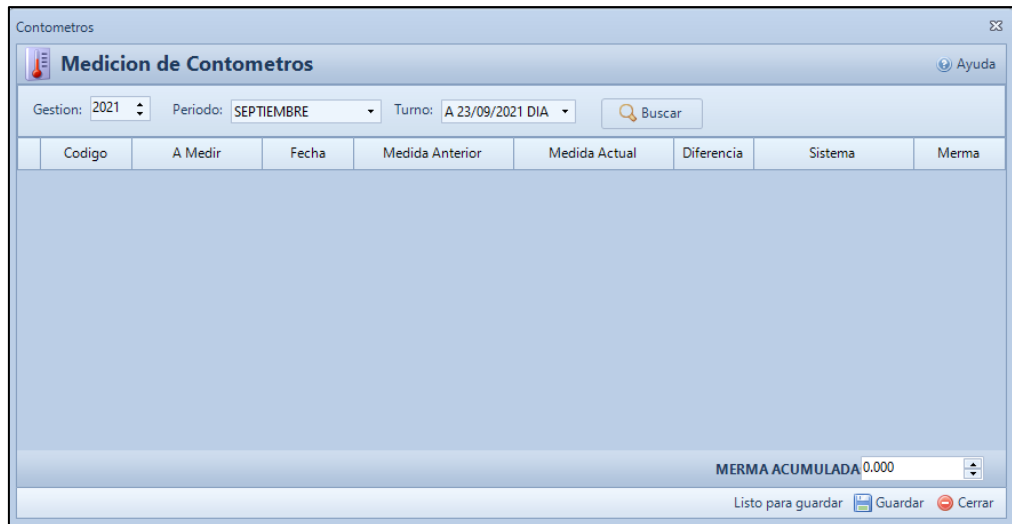 Contometros
Medicion de Contometros Ayuda
Gestion: 2021 Periodo: SEPTIEMBRE Turno: A 23/09/2021 DIA Buscar
Codigo A Medir Fecha Medida Anterior Medida Actual Diferencia Sistema Merma
MERMA ACUMULADA 0.000
Listo para guardar Guardar Cerrar